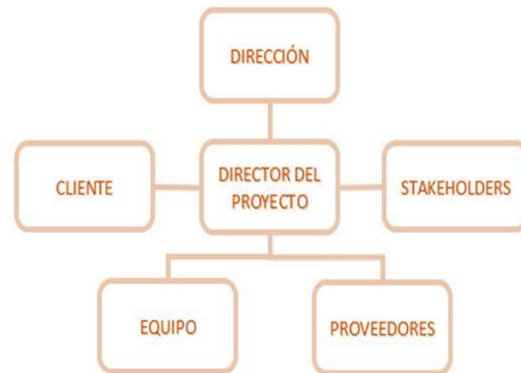 DIRECCIÓN
CLIENTE
DIRECTOR DEL
PROYECTO
STAKEHOLDERS
EQUIPO
PROVEEDORES